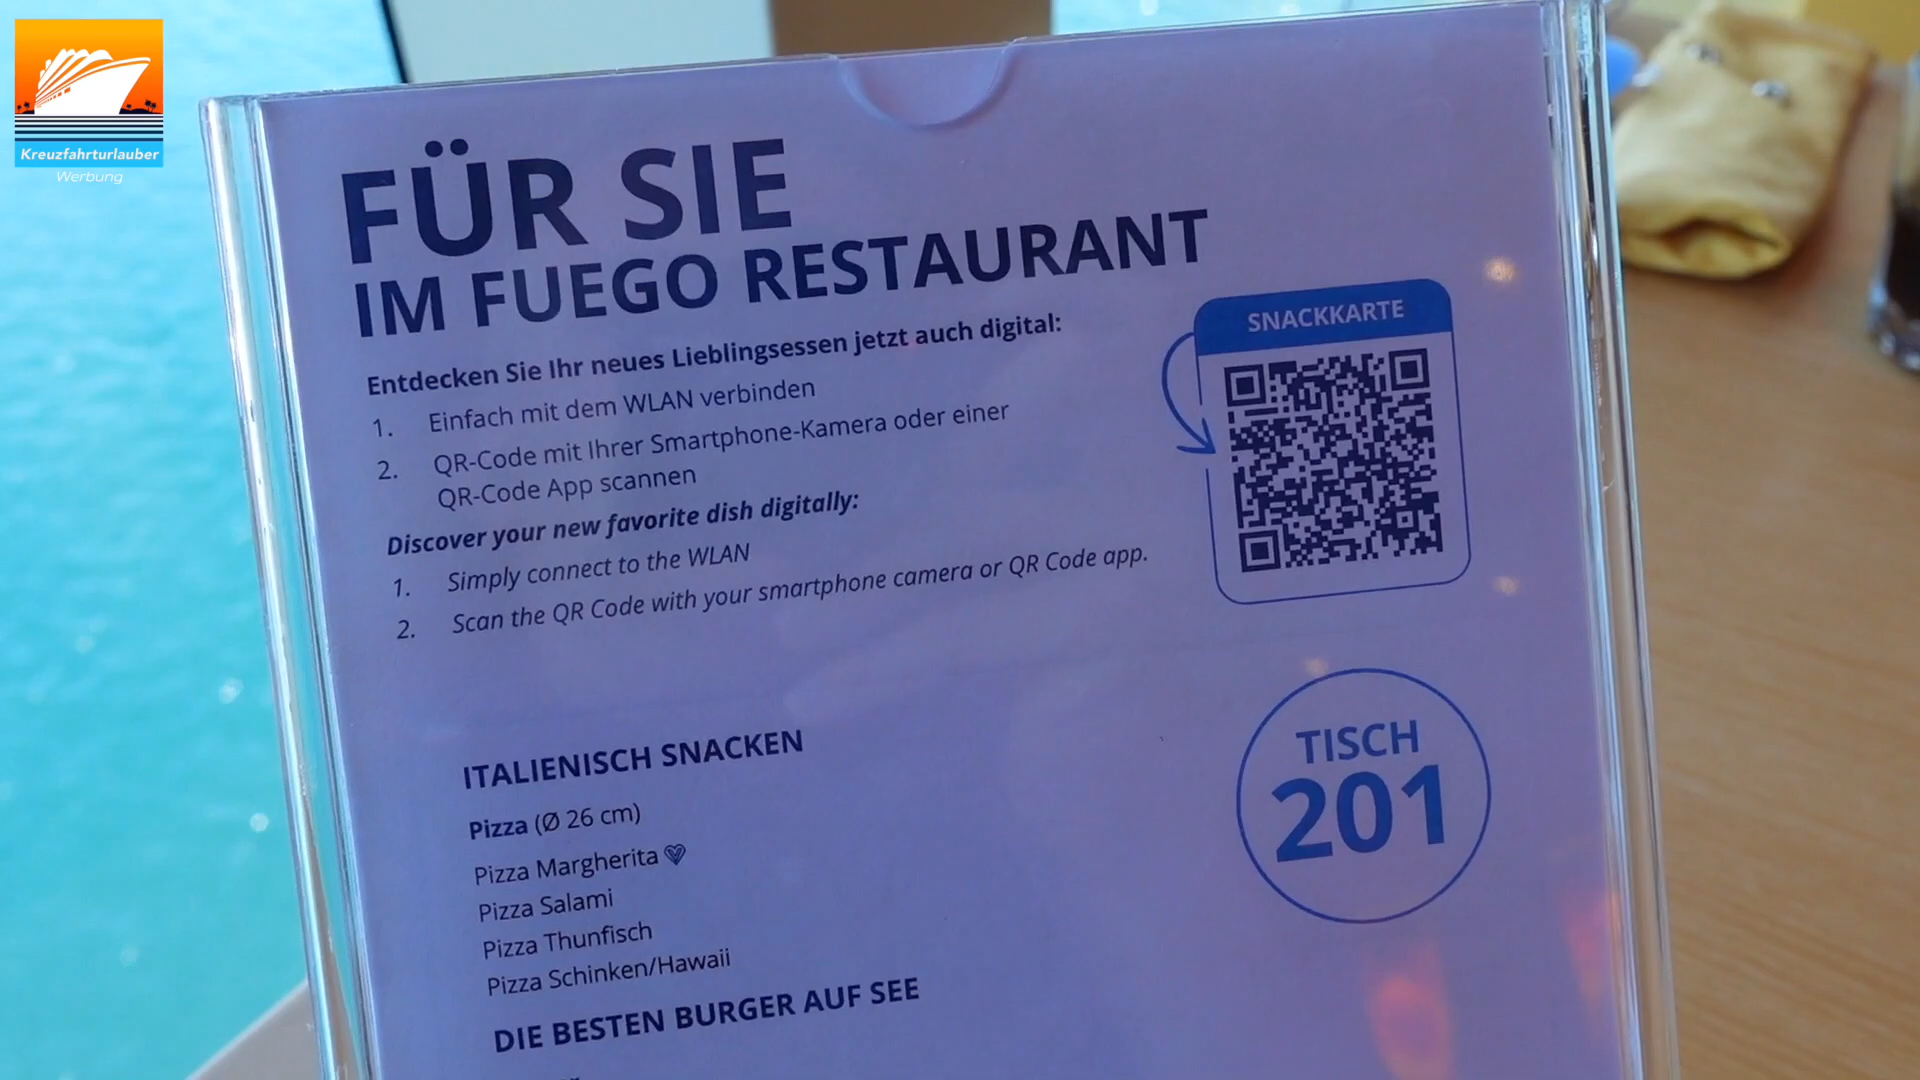 Kreuzfahrturlauber
Werbung
FÜR SIE
IM FUEGO RESTAURANT
Entdecken Sie Ihr neues Lieblingsessen jetzt auch digital:
1. Einfach mit dem WLAN verbinden
2. QR-Code mit Ihrer Smartphone-Kamera oder einer
QR-Code App scannen
Discover your new favorite dish digitally:
1. Simply connect to the WLAN
2. Scan the QR Code with your smartphone camera or QR Code app.
SNACKKARTE
TISCH
201
ITALIENISCH SNACKEN
Pizza (Ø 26 cm)
Pizza Margherita
Pizza Salami
Pizza Thunfisch
Pizza Schinken/Hawaii
DIE BESTEN BURGER AUF SEE